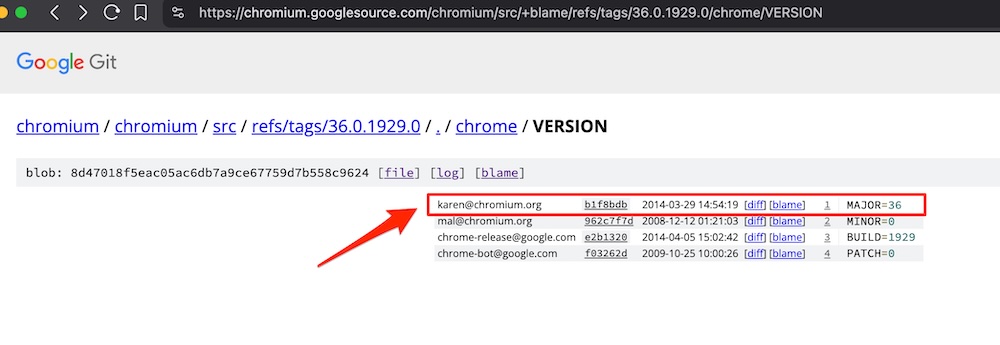 https://chromium.googlesource.com/chromium/src/+blame/refs/tags/36.0.1929.0/chrome/VERSION
Google Git
chromium / chromium / src / refs/tags/36.0.1929.0 / . / chrome / VERSION
blob: 8d47018f5eac05ac6db7a9ce67759d7b558c9624 [file] [log] [blame]
karen@chromium.org b1f8bdb 2014-03-29 14:54:19 [diff] [blame] 1 MAJOR=36
mal@chromium.org 962c7f7d 2008-12-12 01:21:03 [diff] [blame] 2 MINOR=0
chrome-release@google.com e2b1320 2014-04-05 15:02:42 [diff] [blame] 3 BUILD=1929
chrome-bot@google.com f03262d 2009-10-25 10:00:26 [diff] [blame] 4 PATCH=0